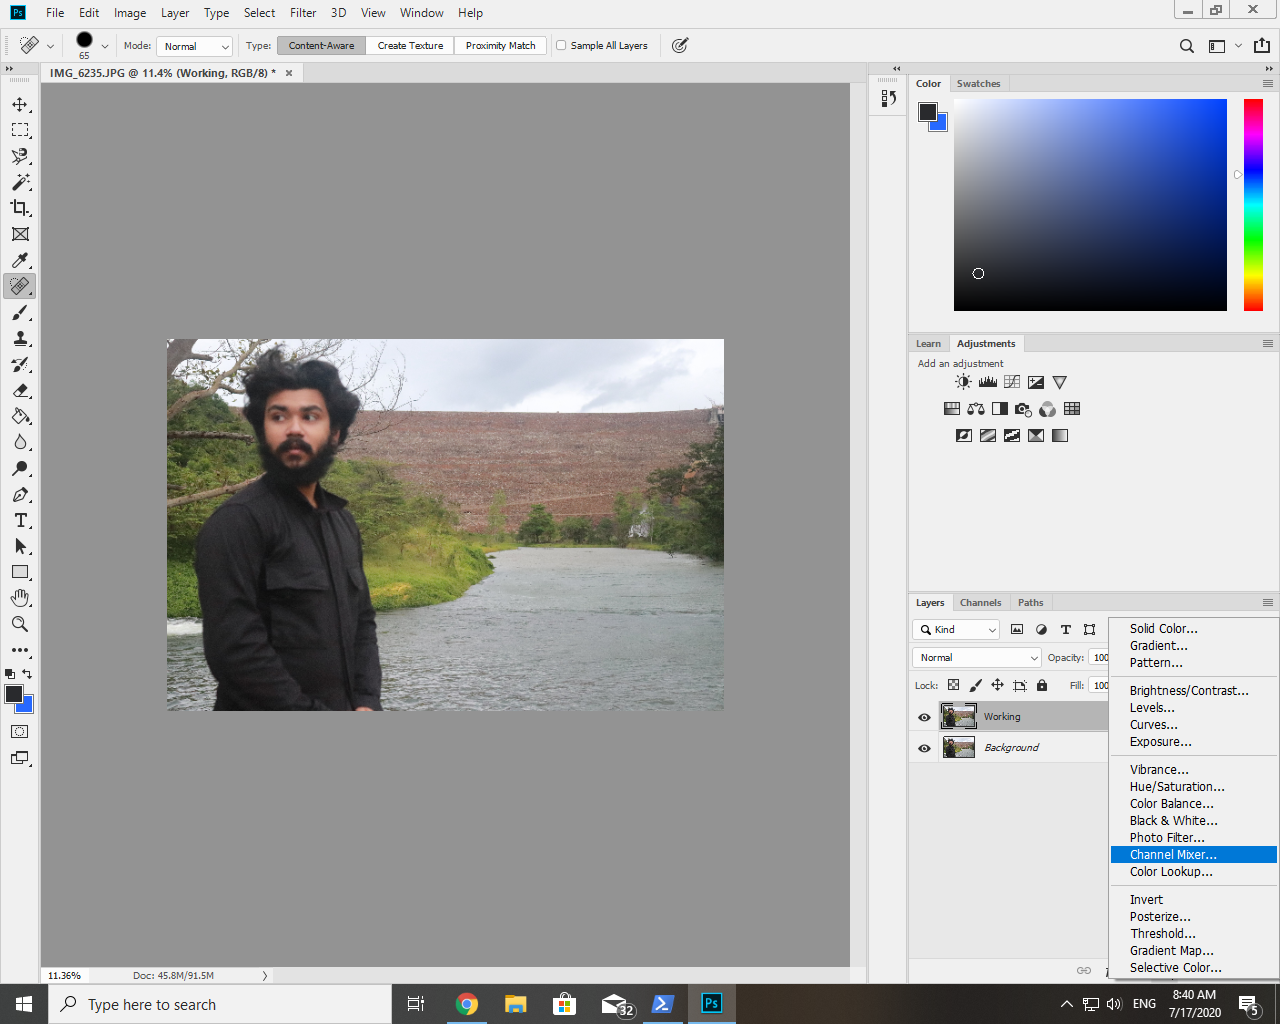 Ps File Edit Image Layer Type Select Filter 3D View Window Help
65 Mode: Normal Type: Content-Aware Create Texture Proximity Match Sample All Layers
IMG_6235.JPG @ 11.4% (Working, RGB/8) *
Color Swatches
Learn Adjustments
Add an adjustment
Layers Channels Paths
Kind
Normal Opacity: 100
Lock: Fill: 100
Working
Background
Solid Color...
Gradient...
Pattern...
Brightness/Contrast...
Levels...
Curves...
Exposure...
Vibrance...
Hue/Saturation...
Color Balance...
Black & White...
Photo Filter...
Channel Mixer...
Color Lookup...
Invert
Posterize...
Threshold...
Gradient Map...
Selective Color...
11.36% Doc: 45.8M/91.5M
Type here to search
32
Ps
ENG
8:40 AM
7/17/2020
5